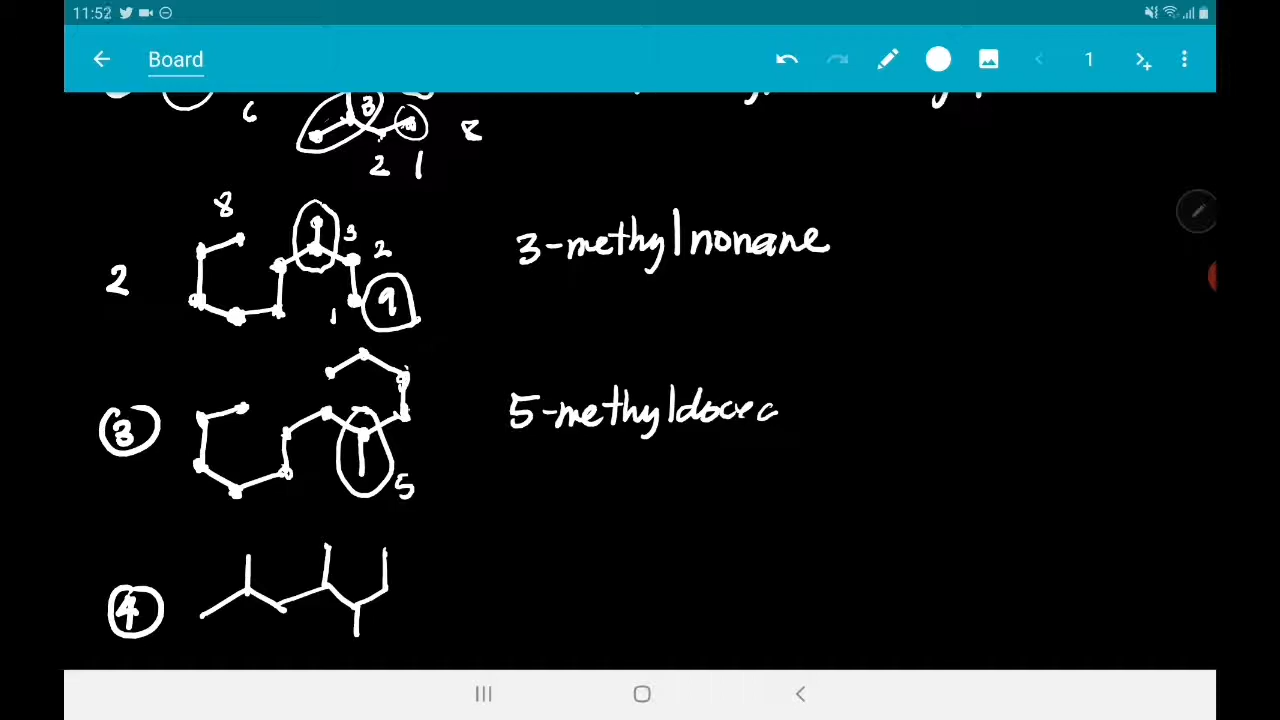 11:52
Board 1
6 3 8
2 1
8
3 2 3-methylnonane
2
1 9
3 5-methyldodec
5
4